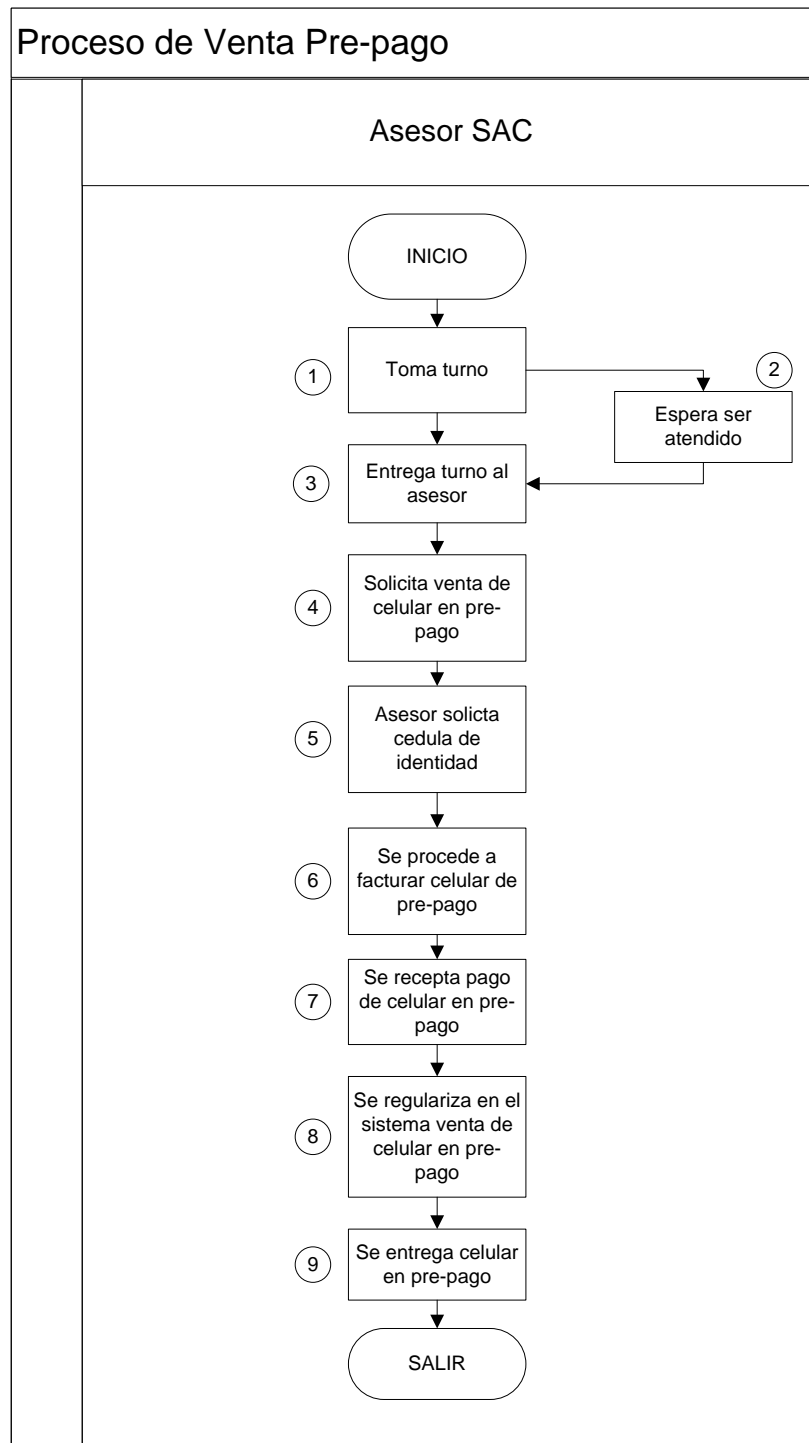 Proceso de Venta Pre-pago
Asesor SAC
INICIO
1
Toma turno
2
Espera ser
atendido
3
Entrega turno al
asesor
4
Solicita venta de
celular en pre-
pago
5
Asesor solicta
cedula de
identidad
6
Se procede a
facturar celular de
pre-pago
7
Se recepta pago
de celular en pre-
pago
8
Se regulariza en el
sistema venta de
celular en pre-
pago
9
Se entrega celular
en pre-pago
SALIR